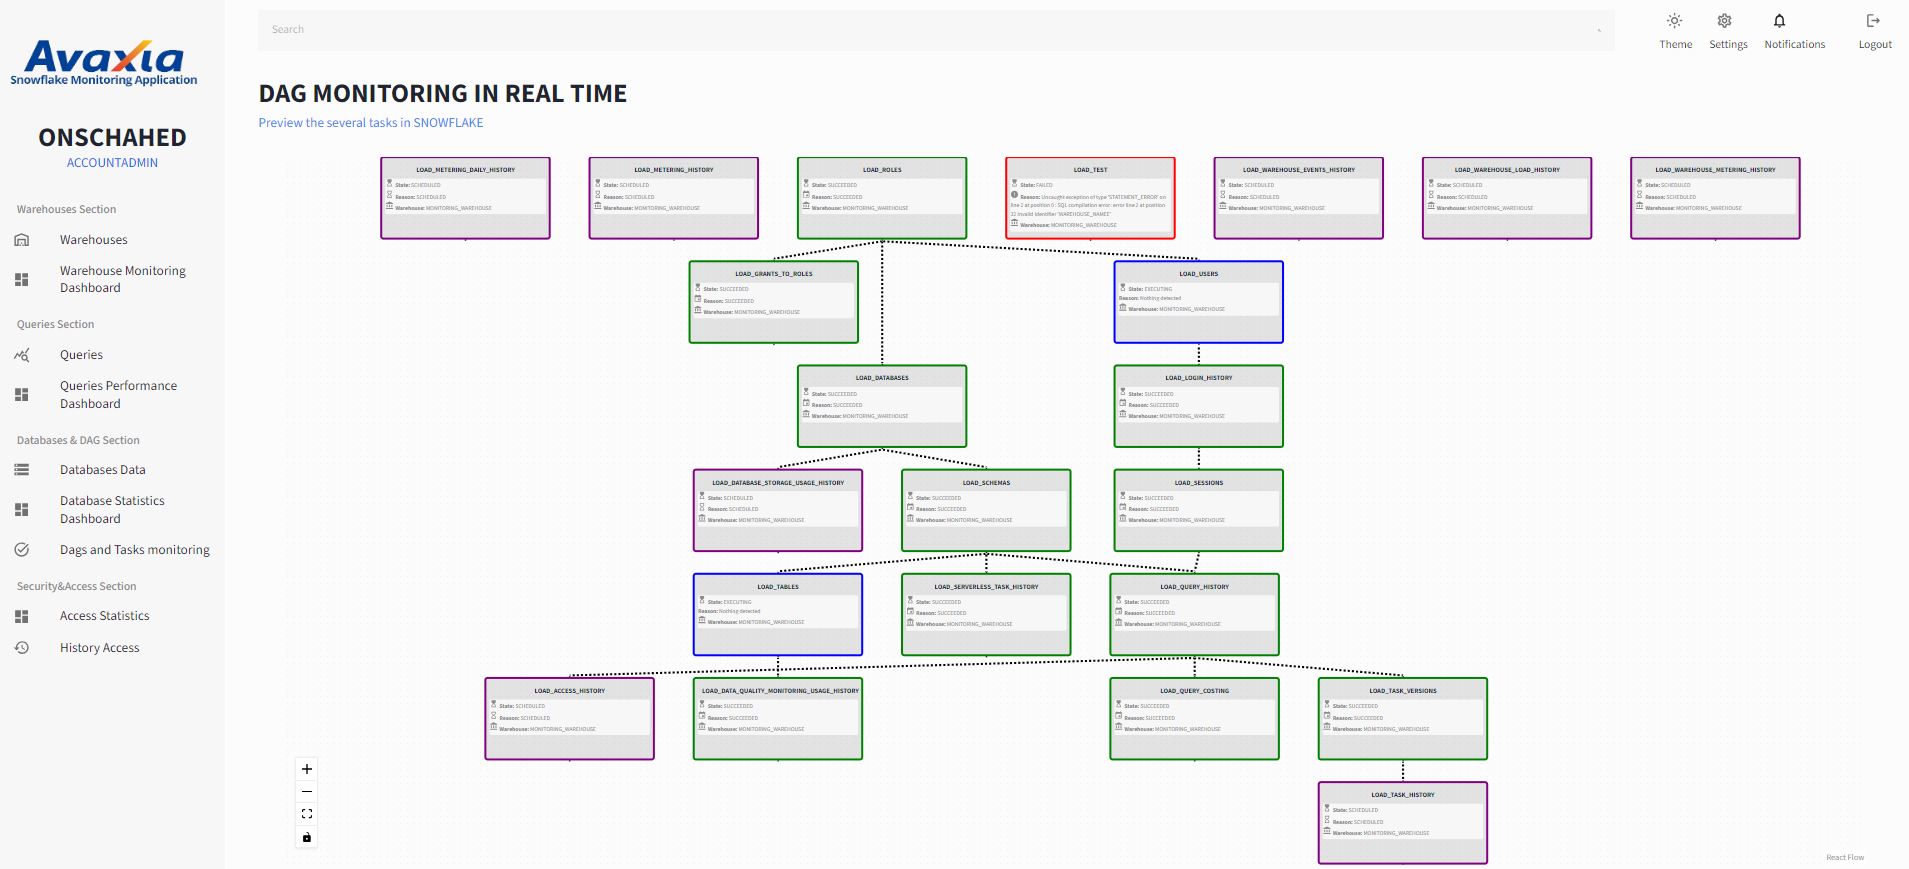 Avaxia
Snowflake Monitoring Application
ONSCHAHED
ACCOUNTADMIN
Warehouses Section
Warehouses
Warehouse Monitoring
Dashboard
Queries Section
Queries
Queries Performance
Dashboard
Databases & DAG Section
Databases Data
Database Statistics
Dashboard
Dags and Tasks monitoring
Security&Access Section
Access Statistics
History Access
Search
Theme
Settings
Notifications
Logout
DAG MONITORING IN REAL TIME
Preview the several tasks in SNOWFLAKE
LOAD_METERING_DAILY_HISTORY
State: SCHEDULED
Reason: SCHEDULED
Warehouse: MONITORING_WAREHOUSE
LOAD_METERING_HISTORY
State: SCHEDULED
Reason: SCHEDULED
Warehouse: MONITORING_WAREHOUSE
LOAD_ROLES
State: SUCCEEDED
Reason: SUCCEEDED
Warehouse: MONITORING_WAREHOUSE
LOAD_TEST
State: FAILED
Reason: Uncaught exception of type 'STATEMENT_ERROR' on
line 2 at position 0 : SQL compilation error: error line 2 at position
invalid identifier 'WAREHOUSE_NAME1'
Warehouse: MONITORING_WAREHOUSE
LOAD_WAREHOUSE_EVENTS_HISTORY
State: SCHEDULED
Reason: SCHEDULED
Warehouse: MONITORING_WAREHOUSE
LOAD_WAREHOUSE_LOAD_HISTORY
State: SCHEDULED
Reason: SCHEDULED
Warehouse: MONITORING_WAREHOUSE
LOAD_WAREHOUSE_METERING_HISTORY
State: SCHEDULED
Reason: SCHEDULED
Warehouse: MONITORING_WAREHOUSE
LOAD_GRANTS_TO_ROLES
State: SUCCEEDED
Reason: SUCCEEDED
Warehouse: MONITORING_WAREHOUSE
LOAD_USERS
State: EXECUTING
Reason: Nothing detected
Warehouse: MONITORING_WAREHOUSE
LOAD_DATABASES
State: SUCCEEDED
Reason: SUCCEEDED
Warehouse: MONITORING_WAREHOUSE
LOAD_LOGIN_HISTORY
State: SUCCEEDED
Reason: SUCCEEDED
Warehouse: MONITORING_WAREHOUSE
LOAD_DATABASE_STORAGE_USAGE_HISTORY
State: SCHEDULED
Reason: SCHEDULED
Warehouse: MONITORING_WAREHOUSE
LOAD_SCHEMAS
State: SUCCEEDED
Reason: SUCCEEDED
Warehouse: MONITORING_WAREHOUSE
LOAD_SESSIONS
State: SUCCEEDED
Reason: SUCCEEDED
Warehouse: MONITORING_WAREHOUSE
LOAD_TABLES
State: EXECUTING
Reason: Nothing detected
Warehouse: MONITORING_WAREHOUSE
LOAD_SERVERLESS_TASK_HISTORY
State: SUCCEEDED
Reason: SUCCEEDED
Warehouse: MONITORING_WAREHOUSE
LOAD_QUERY_HISTORY
State: SUCCEEDED
Reason: SUCCEEDED
Warehouse: MONITORING_WAREHOUSE
LOAD_ACCESS_HISTORY
State: SCHEDULED
Reason: SCHEDULED
Warehouse: MONITORING_WAREHOUSE
LOAD_DATA_QUALITY_MONITORING_USAGE_HISTORY
State: SUCCEEDED
Reason: SUCCEEDED
Warehouse: MONITORING_WAREHOUSE
LOAD_QUERY_COSTING
State: SUCCEEDED
Reason: SUCCEEDED
Warehouse: MONITORING_WAREHOUSE
LOAD_TASK_VERSIONS
State: SUCCEEDED
Reason: SUCCEEDED
Warehouse: MONITORING_WAREHOUSE
LOAD_TASK_HISTORY
State: SCHEDULED
Reason: SCHEDULED
Warehouse: MONITORING_WAREHOUSE
React Flow